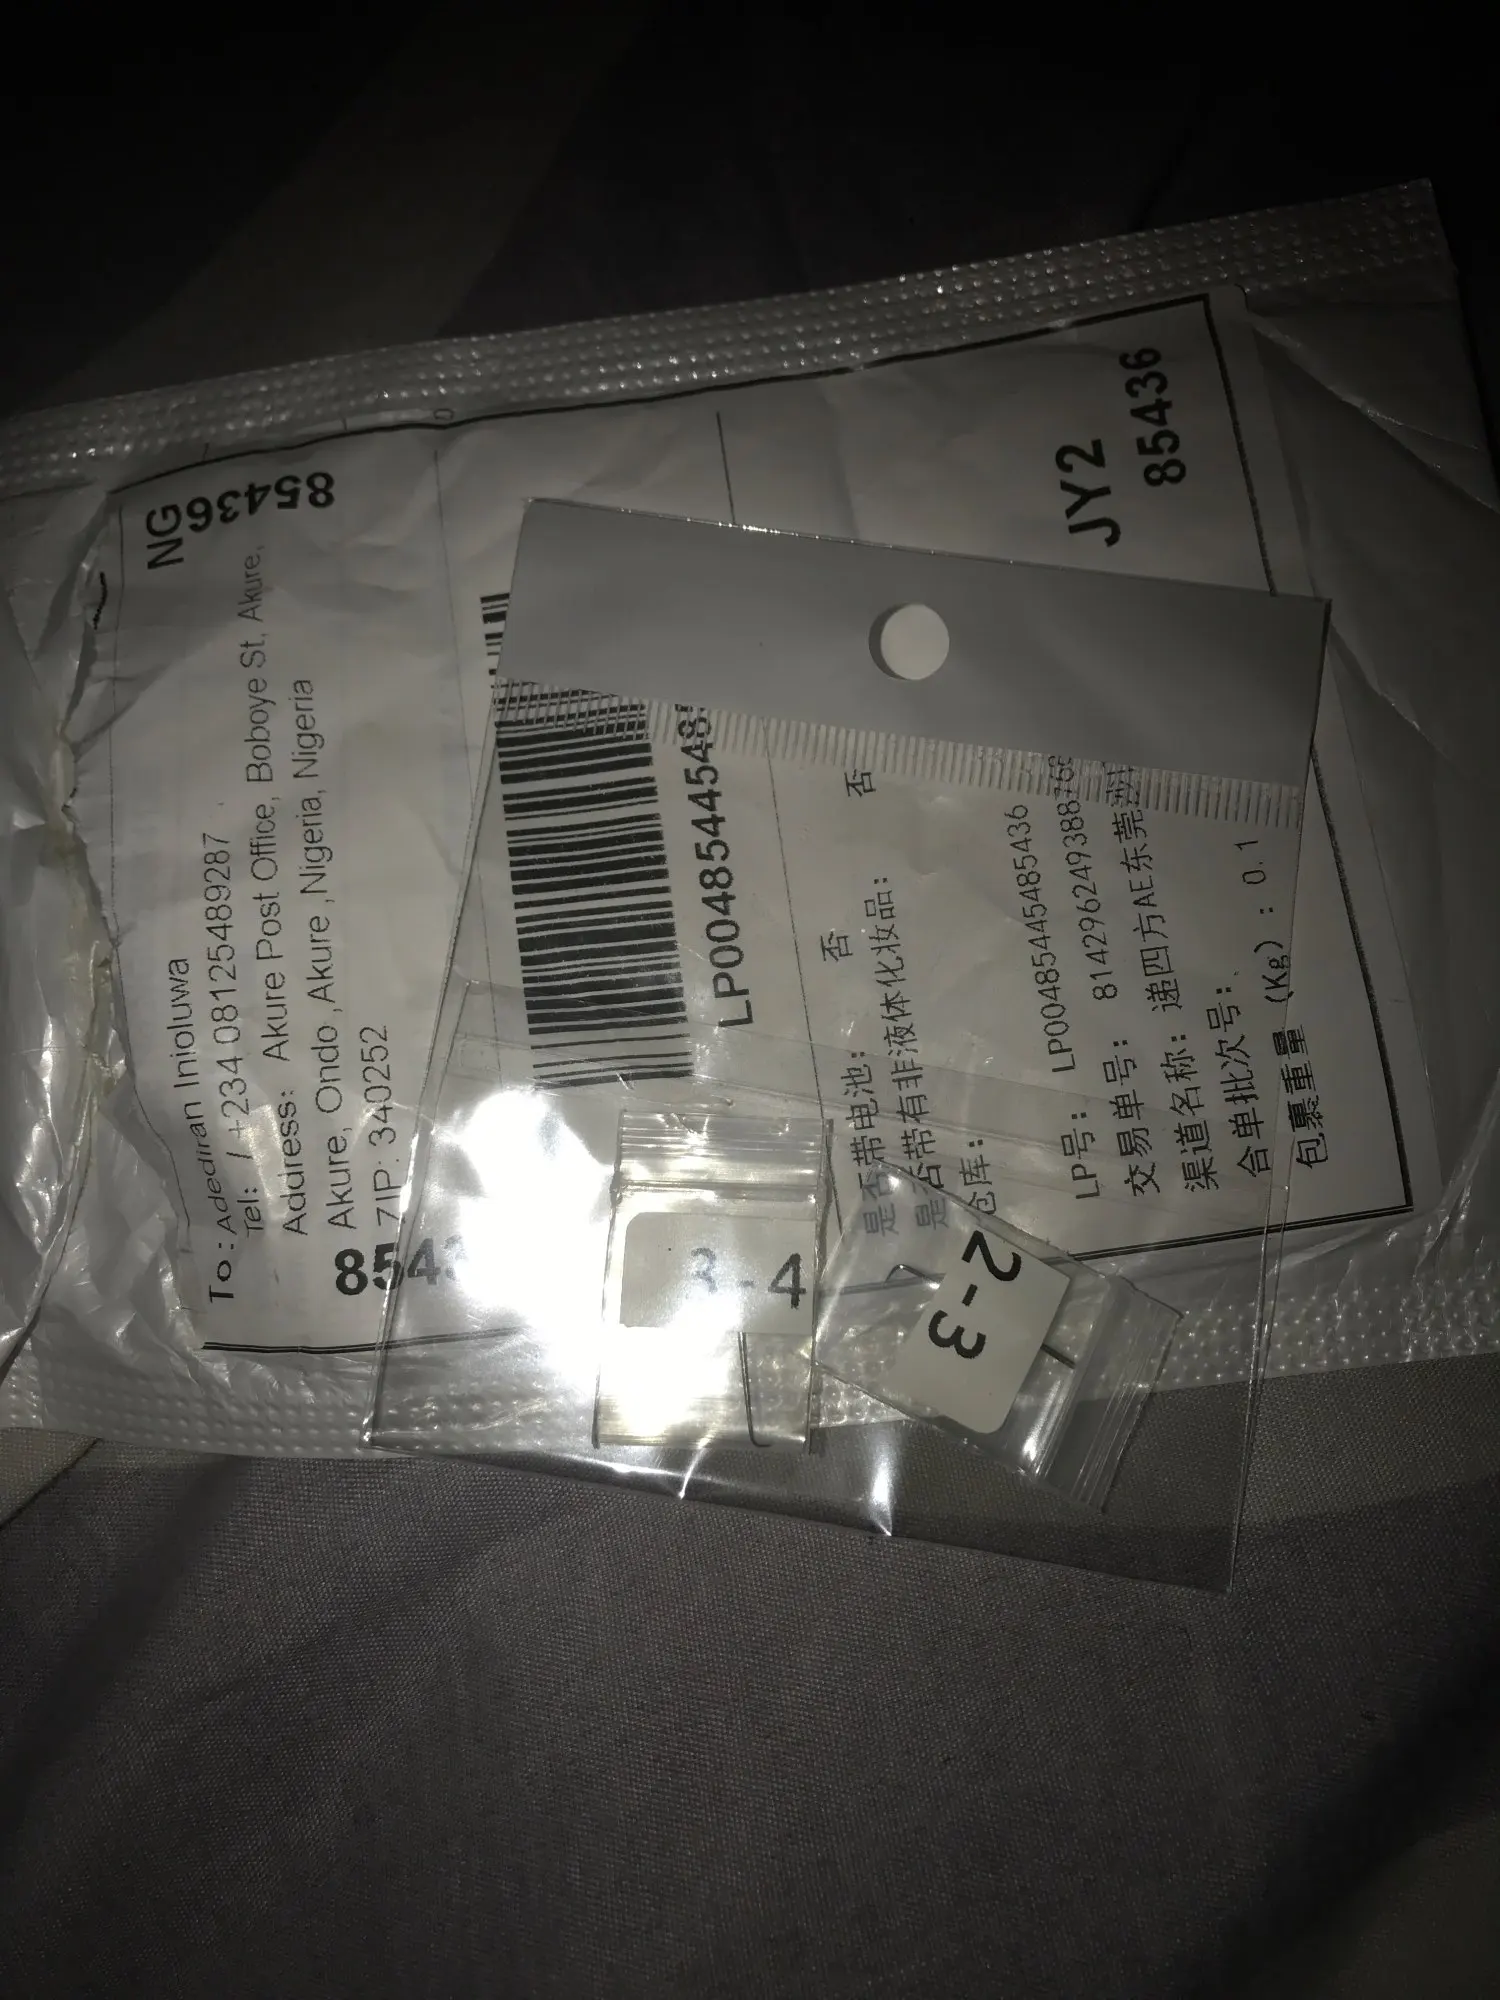 NG
85436
To: Adediran Inioluwa
Tel: / +234 08125489287
Address: Akure Post Office, Boboye St, Akure,
Akure, Ondo ,Akure ,Nigeria, Nigeria
ZIP: 340252
LP00485445485
是否带电池: 否
是否带有非液体化妆品: 否
仓库:
LP号: LP00485445485436
交易单号:
渠道名称: 递四方AE东莞
合单批次号:
包裹重量 (Kg) : 0.1
JY2
85436
3-4
2-3